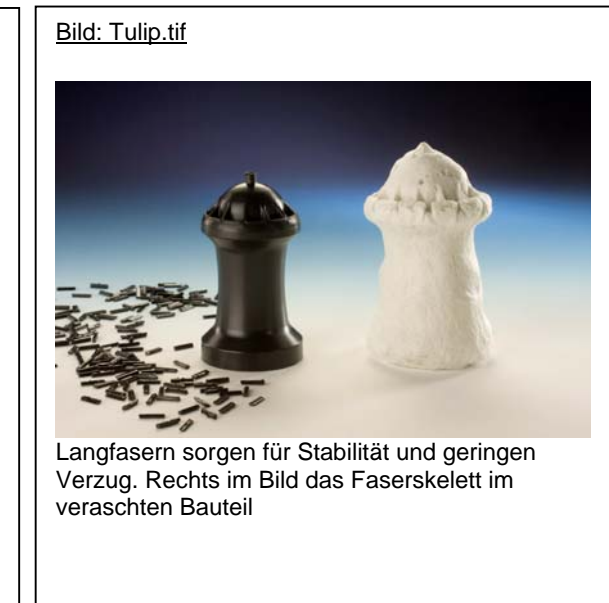 Bild: Tulip.tif
Langfasern sorgen für Stabilität und geringen
Verzug. Rechts im Bild das Faserskelett im
veraschten Bauteil